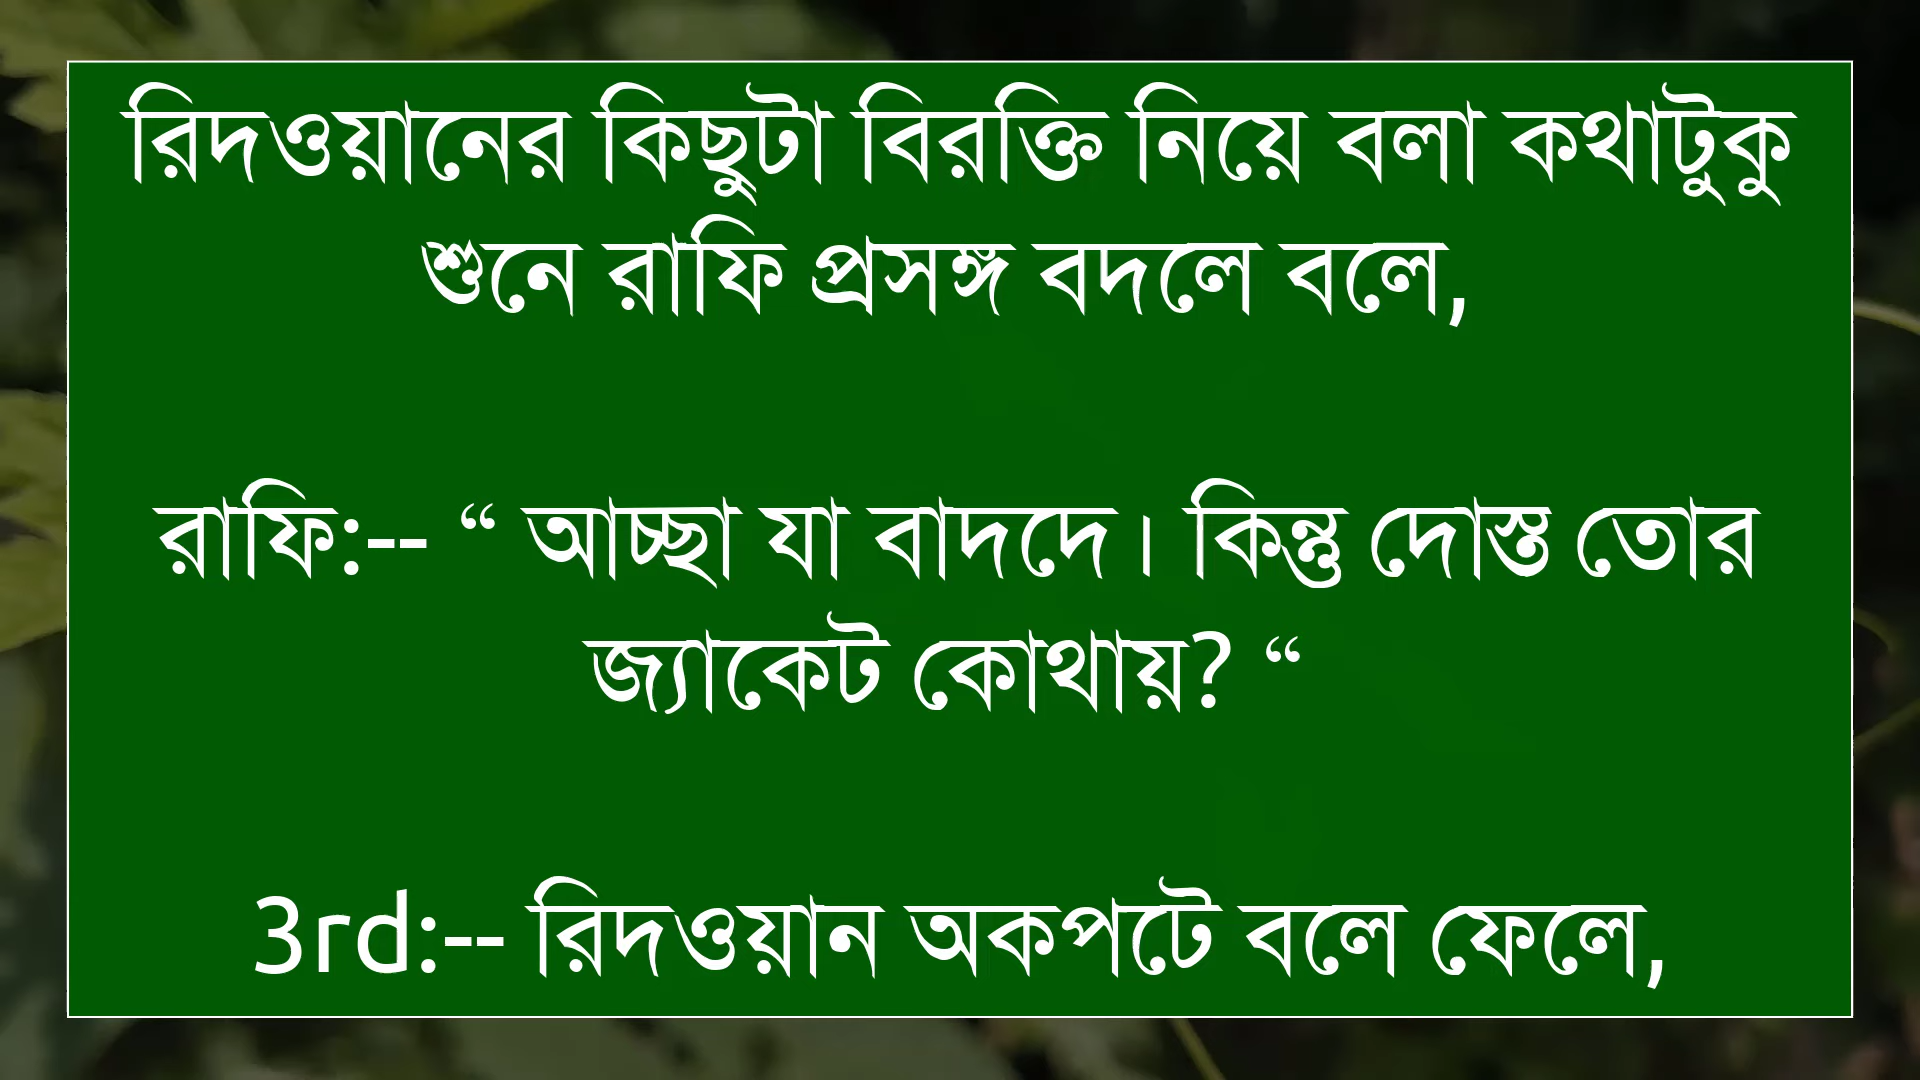 রিদওয়ানের কিছুটা বিরক্তি নিয়ে বলা কথাটুকু
শুনে রাফি প্রসঙ্গ বদলে বলে,
রাফি:-- “ আচ্ছা যা বাদদে। কিন্তু দোস্ত তোর
জ্যাকেট কোথায়? “
3rd:-- রিদওয়ান অকপটে বলে ফেলে,